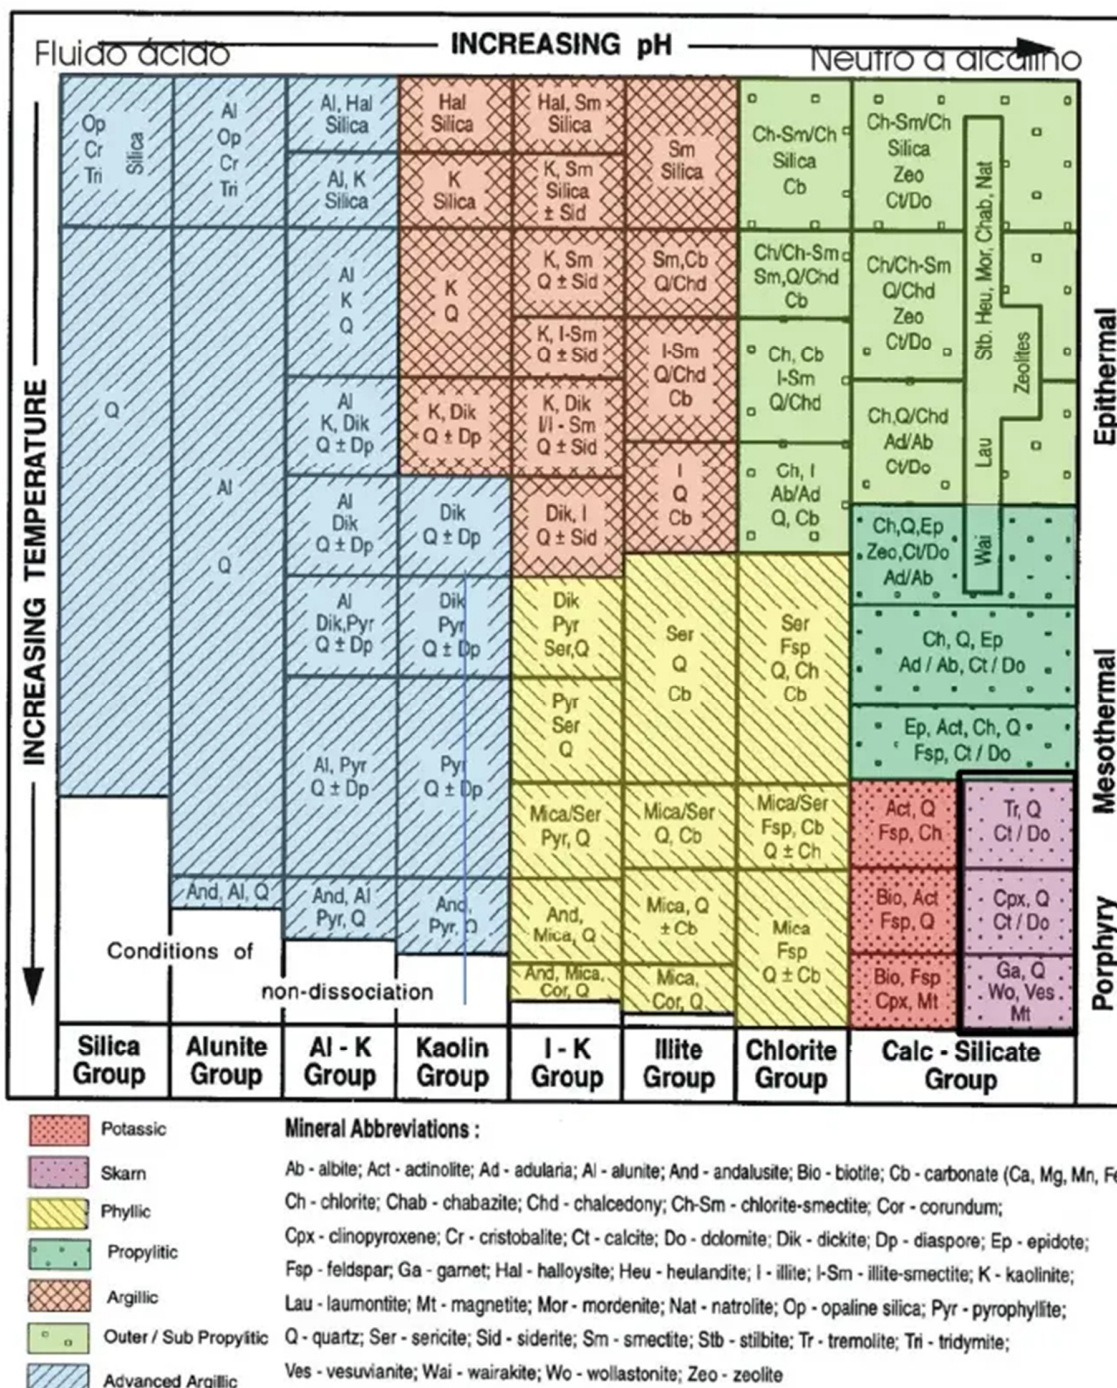 INCREASING pH
Fluido ácido
Neutro a alcalino
INCREASING TEMPERATURE
Op
Cr
Tri
Silica
Q
Al
Op
Cr
Tri
Al
Q
And, Al, Q
Al, Hal
Silica
Al, K
Silica
Al
K
Q
Al
K, Dik
Q ± Dp
Al
Dik
Q ± Dp
Al
Dik,Pyr
Q ± Dp
Al, Pyr
Q ± Dp
And, Al
Pyr, Q
Hal
Silica
K
Silica
K
Q
K, Dik
Q ± Dp
Dik
Q ± Dp
Dik
Pyr
Q ± Dp
Pyr
Q ± Dp
And,
Pyr, Q
Hal, Sm
Silica
K, Sm
Silica
± Sid
K, Sm
Q ± Sid
K, I-Sm
Q ± Sid
K, Dik
I/I - Sm
Q ± Sid
Dik, I
Q ± Sid
Dik
Pyr
Ser,Q
Pyr
Ser
Q
Mica/Ser
Pyr, Q
And,
Mica, Q
And, Mica,
Cor, Q
Sm
Silica
Sm,Cb
Q/Chd
I-Sm
Q/Chd
Cb
I
Q
Cb
Ser
Q
Cb
Mica/Ser
Q, Cb
Mica, Q
± Cb
Mica,
Cor, Q
Ch-Sm/Ch
Silica
Cb
Ch/Ch-Sm
Sm,Q/Chd
Cb
Ch, Cb
I-Sm
Q/Chd
Ch, I
Ab/Ad
Q, Cb
Ser
Fsp
Q, Ch
Cb
Mica/Ser
Fsp, Cb
Q ± Ch
Mica
Fsp
Q ± Cb
Ch-Sm/Ch
Silica
Zeo
Ct/Do
Ch/Ch-Sm
Q/Chd
Zeo
Ct/Do
Ch,Q/Chd
Ad/Ab
Ct/Do
Ch,Q,Ep
Zeo,Ct/Do
Ad/Ab
Ch, Q, Ep
Ad / Ab, Ct / Do
Ep, Act, Ch, Q
Fsp, Ct / Do
Act, Q
Fsp, Ch
Bio, Act
Fsp, Q
Bio, Fsp
Cpx, Mt
Tr, Q
Ct / Do
Cpx, Q
Ct / Do
Ga, Q
Wo, Ves
Mt
Stb. Heu, Mor, Chab, Nat
Zeolites
Lau
Wai
Epithermal
Mesothermal
Porphyry
Conditions of
non-dissociation
Silica
Group
Alunite
Group
Al - K
Group
Kaolin
Group
I - K
Group
Illite
Group
Chlorite
Group
Calc - Silicate
Group
Potassic
Skarn
Phyllic
Propylitic
Argillic
Outer / Sub Propylitic
Advanced Argillic
Mineral Abbreviations :
Ab - albite; Act - actinolite; Ad - adularia; Al - alunite; And - andalusite; Bio - biotite; Cb - carbonate (Ca, Mg, Mn, Fe
Ch - chlorite; Chab - chabazite; Chd - chalcedony; Ch-Sm - chlorite-smectite; Cor - corundum;
Cpx - clinopyroxene; Cr - cristobalite; Ct - calcite; Do - dolomite; Dik - dickite; Dp - diaspore; Ep - epidote;
Fsp - feldspar; Ga - garnet; Hal - halloysite; Heu - heulandite; I - illite; I-Sm - illite-smectite; K - kaolinite;
Lau - laumontite; Mt - magnetite; Mor - mordenite; Nat - natrolite; Op - opaline silica; Pyr - pyrophyllite;
Q - quartz; Ser - sericite; Sid - siderite; Sm - smectite; Stb - stilbite; Tr - tremolite; Tri - tridymite;
Ves - vesuvianite; Wai - wairakite; Wo - wollastonite; Zeo - zeolite